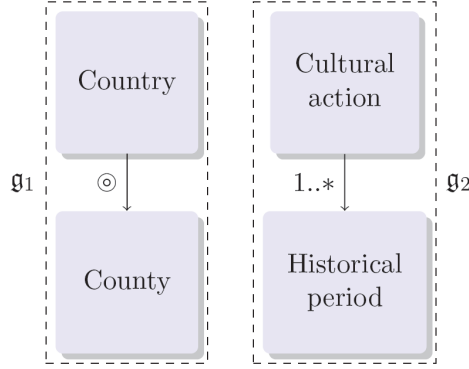 Country
County
𝔤1
◎
Cultural
action
1..*
Historical
period
𝔤2